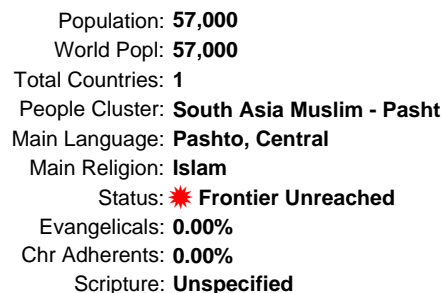 Population: 57,000
World Popl: 57,000
Total Countries: 1
People Cluster: South Asia Muslim - Pasht
Main Language: Pashto, Central
Main Religion: Islam
Status: Frontier Unreached
Evangelicals: 0.00%
Chr Adherents: 0.00%
Scripture: Unspecified